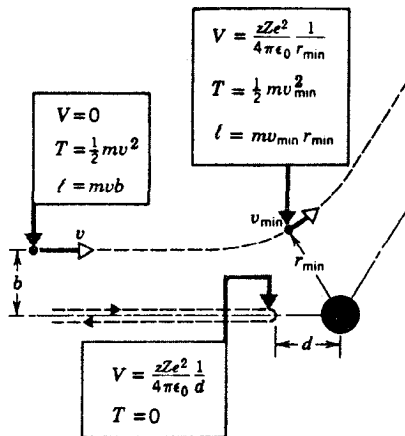 V = zZe²/4πϵ₀ 1/r_min
T = ½ mv²_min
ℓ = mv_min r_min
V = 0
T = ½ mv²
ℓ = mvb
v
v_min
r_min
b
d
V = zZe²/4πϵ₀ 1/d
T = 0